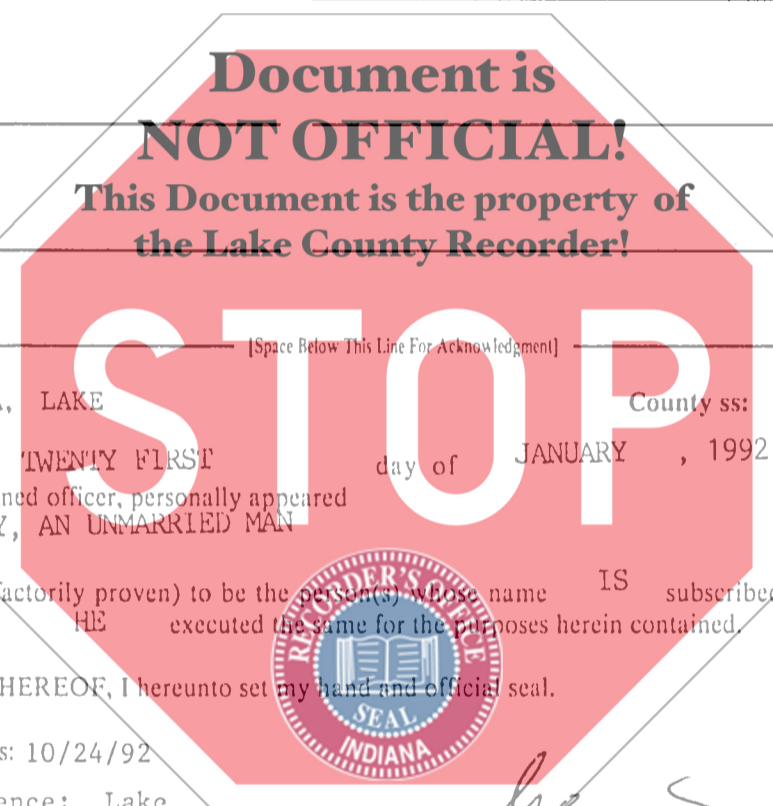 Document is
NOT OFFICIAL!
This Document is the property of
the Lake County Recorder!
STOP
[Space Below This Line For Acknowledgment]
, LAKE County ss:
TWENTY FIRST day of JANUARY , 1992
ned officer, personally appeared
Y, AN UNMARRIED MAN
factorily proven) to be the person(s) whose name IS subscribed
HE executed the same for the purposes herein contained.
HEREOF, I hereunto set my hand and official seal.
RECORDER'S OFFICE
SEAL
INDIANA
s: 10/24/92
ence: Lake